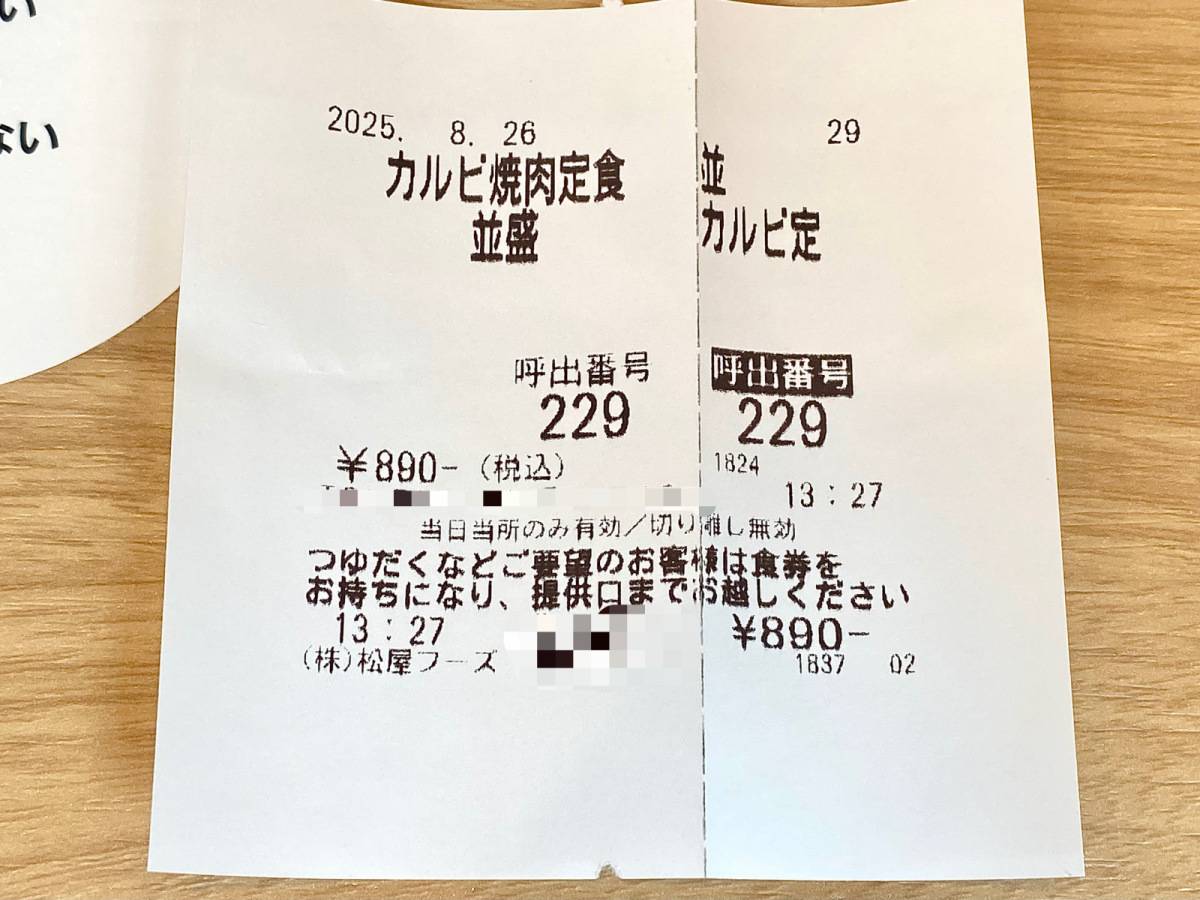 い
ない
2025. 8. 26
カルビ焼肉定食
並盛
呼出番号
229
¥890- (税込)
29
並
カルビ定
呼出番号
229
1824
13:27
当日当所のみ有効/切り離し無効
つゆだくなどご要望のお客様は食券を
お持ちになり、提供口までお越しください
13:27
(株)松屋フーズ
¥890-
1837 02